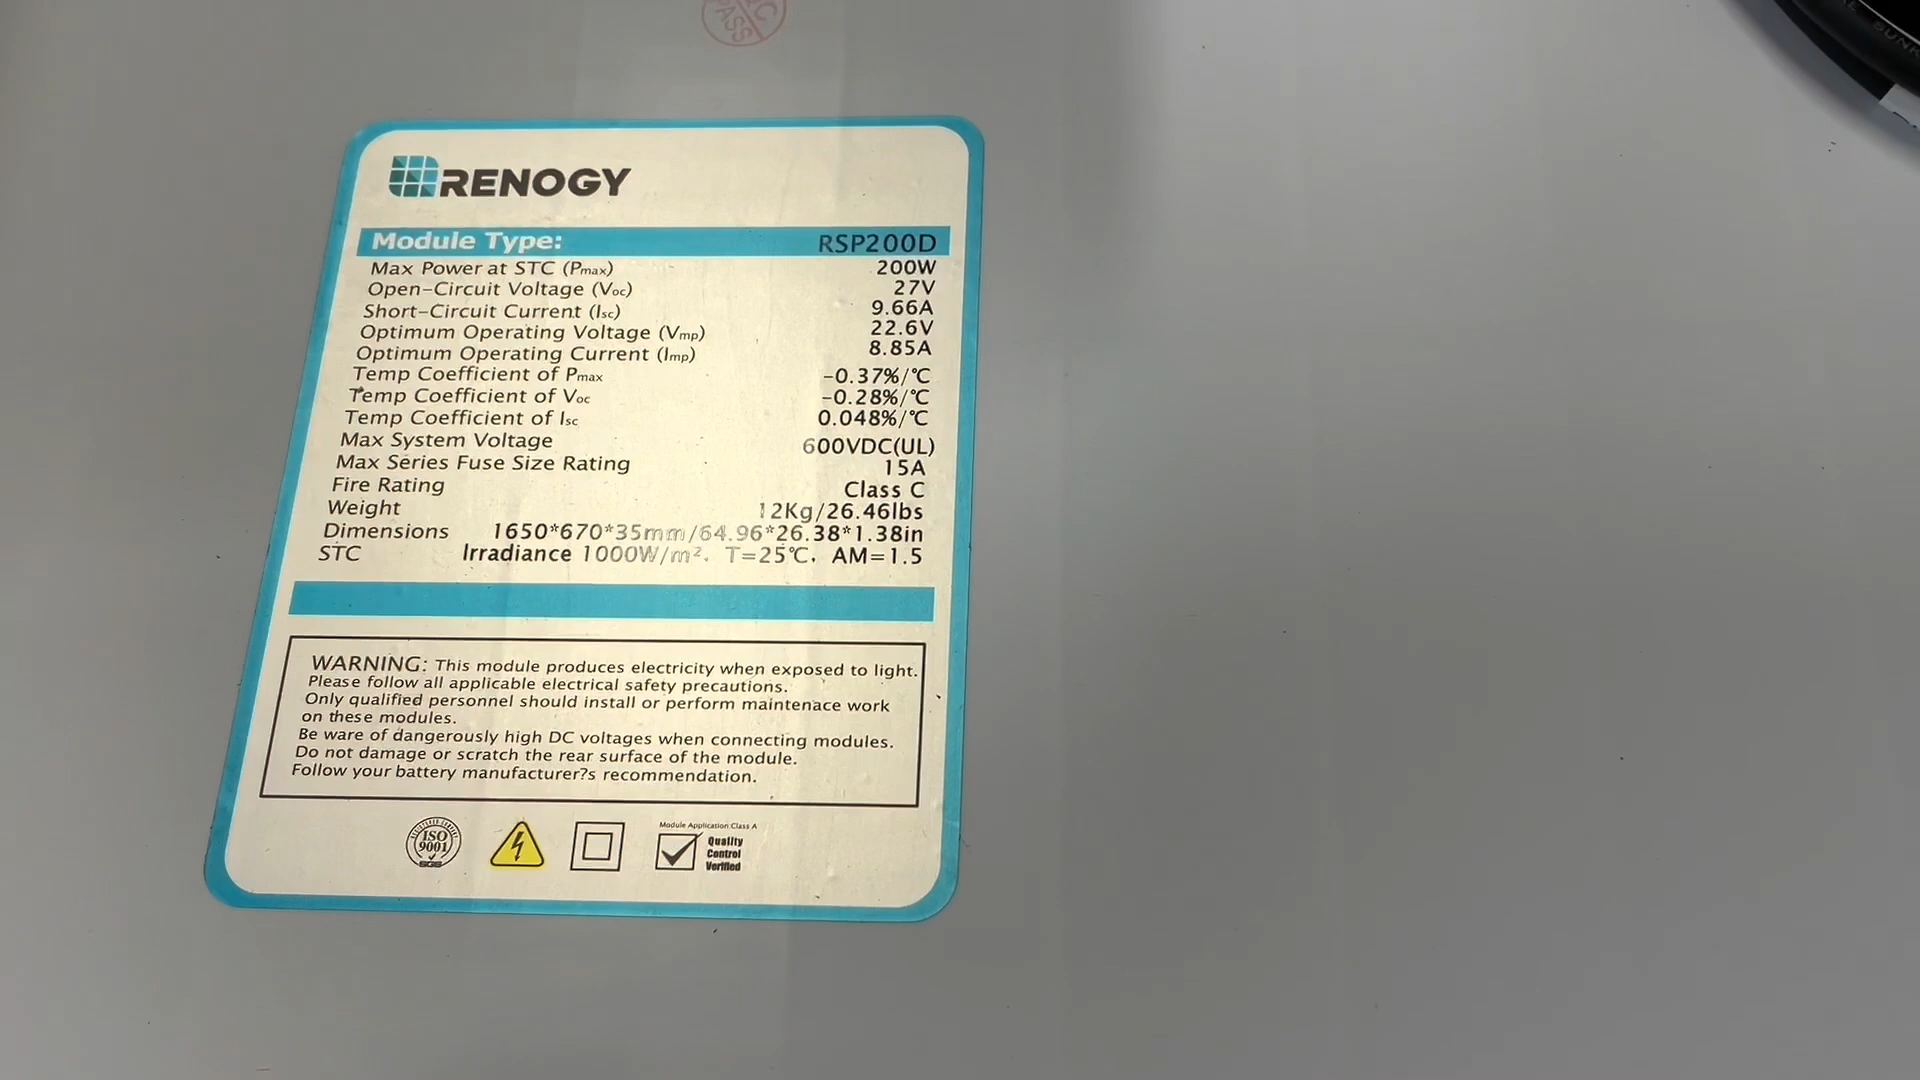 PASS
RENOGY
Module Type: RSP200D
Max Power at STC (Pmax) 200W
Open-Circuit Voltage (Voc) 27V
Short-Circuit Current (Isc) 9.66A
Optimum Operating Voltage (Vmp) 22.6V
Optimum Operating Current (Imp) 8.85A
Temp Coefficient of Pmax -0.37%/℃
Temp Coefficient of Voc -0.28%/℃
Temp Coefficient of Isc 0.048%/℃
Max System Voltage 600VDC(UL)
Max Series Fuse Size Rating 15A
Fire Rating Class C
Weight 12Kg/26.46lbs
Dimensions 1650*670*35mm/64.96*26.38*1.38in
STC Irradiance 1000W/m², T=25℃, AM=1.5
WARNING: This module produces electricity when exposed to light.
Please follow all applicable electrical safety precautions.
Only qualified personnel should install or perform maintenace work
on these modules.
Be ware of dangerously high DC voltages when connecting modules.
Do not damage or scratch the rear surface of the module.
Follow your battery manufacturer?s recommendation.
ISO
9001
SGS
Module Application Class A
Quality
Control
Verified